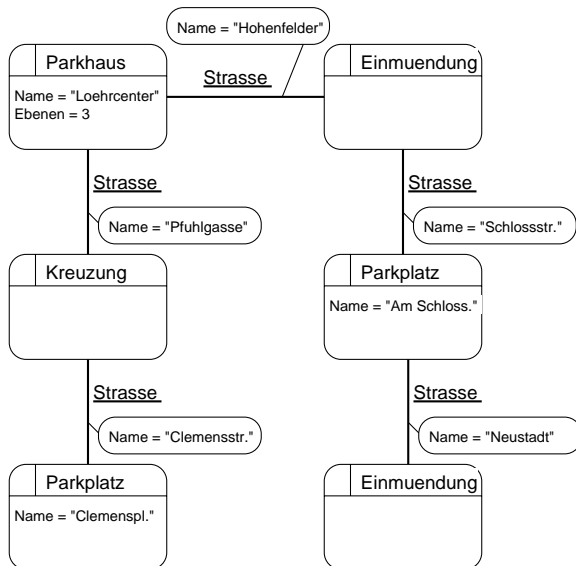 Name = "Hohenfelder"
Parkhaus
Strasse
Einmuendung
Name = "Loehrcenter"
Ebenen = 3
Strasse
Strasse
Name = "Pfuhlgasse"
Name = "Schlossstr."
Kreuzung
Parkplatz
Name = "Am Schloss."
Strasse
Strasse
Name = "Clemensstr."
Name = "Neustadt"
Parkplatz
Einmuendung
Name = "Clemenspl."